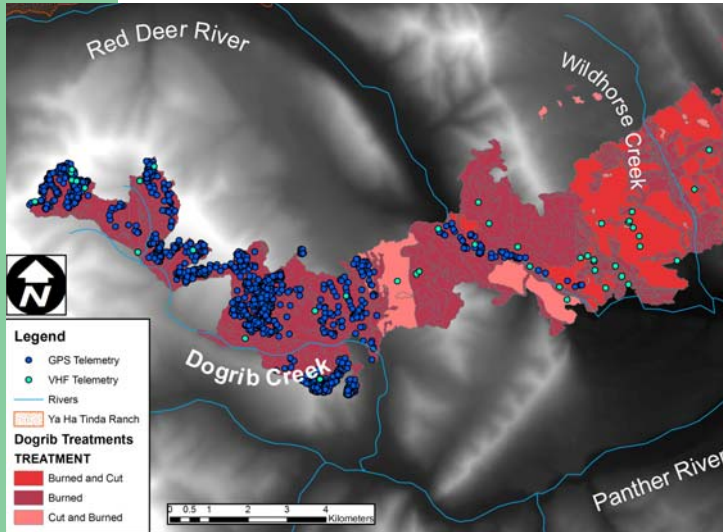 Red Deer River
Wildhorse Creek
N
Legend
GPS Telemetry
VHF Telemetry
Rivers
Ya Ha Tinda Ranch
Dogrib Treatments
TREATMENT
Burned and Cut
Burned
Cut and Burned
Dogrib Creek
Panther River
0 0.5 1 2 3 4
Kilometers